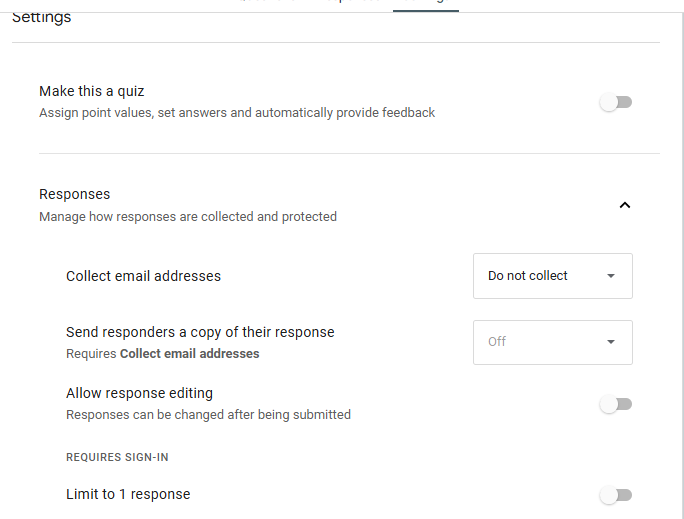 Settings
Make this a quiz
Assign point values, set answers and automatically provide feedback
Responses
Manage how responses are collected and protected
Collect email addresses
Do not collect
Send responders a copy of their response
Requires Collect email addresses
Off
Allow response editing
Responses can be changed after being submitted
REQUIRES SIGN-IN
Limit to 1 response